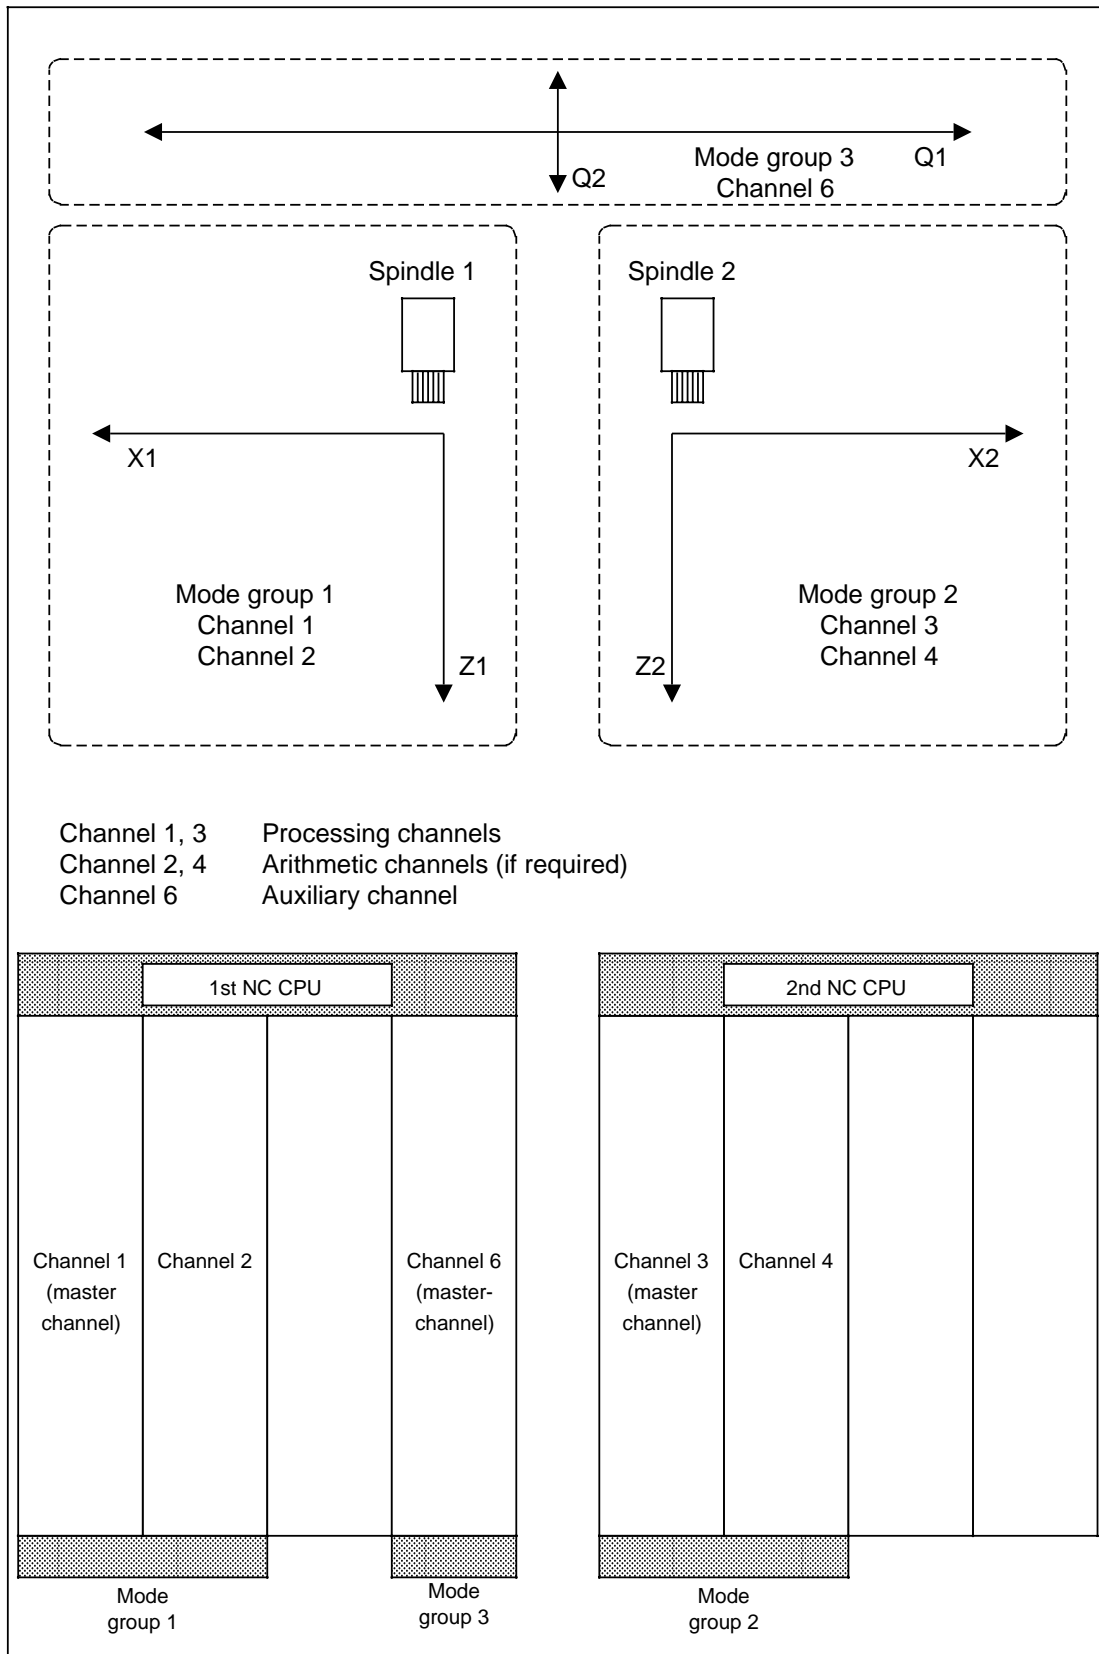 Mode group 3 Q1
Q2 Channel 6
Spindle 1 Spindle 2
X1 X2
Mode group 1
Channel 1
Channel 2
Z1
Mode group 2
Channel 3
Channel 4
Z2
Channel 1, 3 Processing channels
Channel 2, 4 Arithmetic channels (if required)
Channel 6 Auxiliary channel
1st NC CPU
2nd NC CPU
Channel 1
(master
channel)
Channel 2
Channel 6
(master-
channel)
Channel 3
(master
channel)
Channel 4
Mode
group 1
Mode
group 3
Mode
group 2